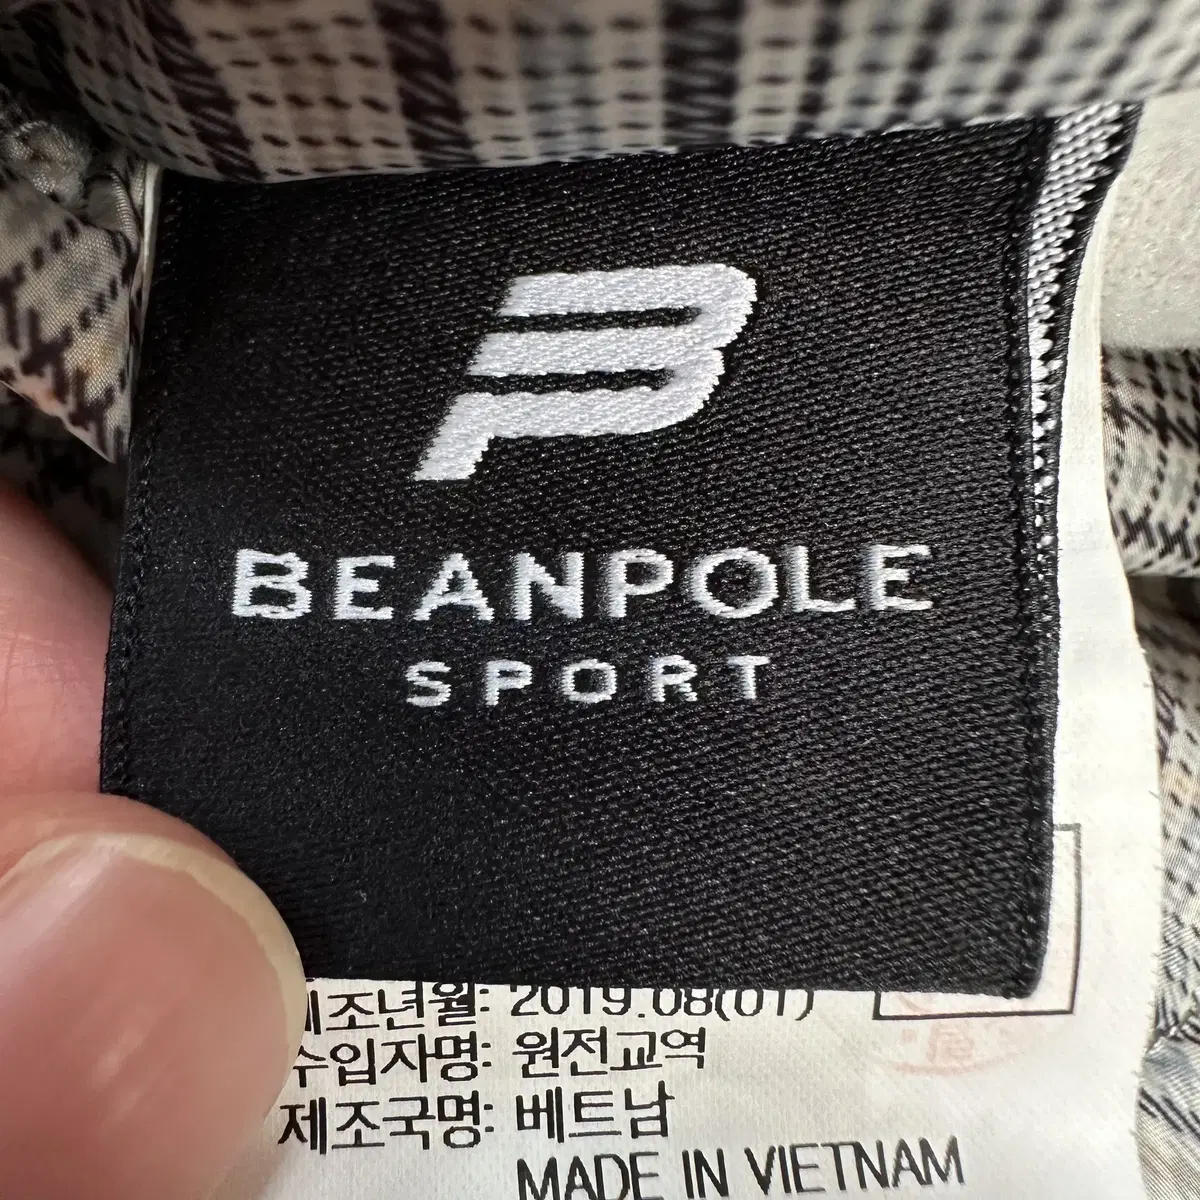 BEANPOLE
SPORT
제조년월: 2019.08(01)
수입자명: 원전교역
제조국명: 베트남
MADE IN VIETNAM